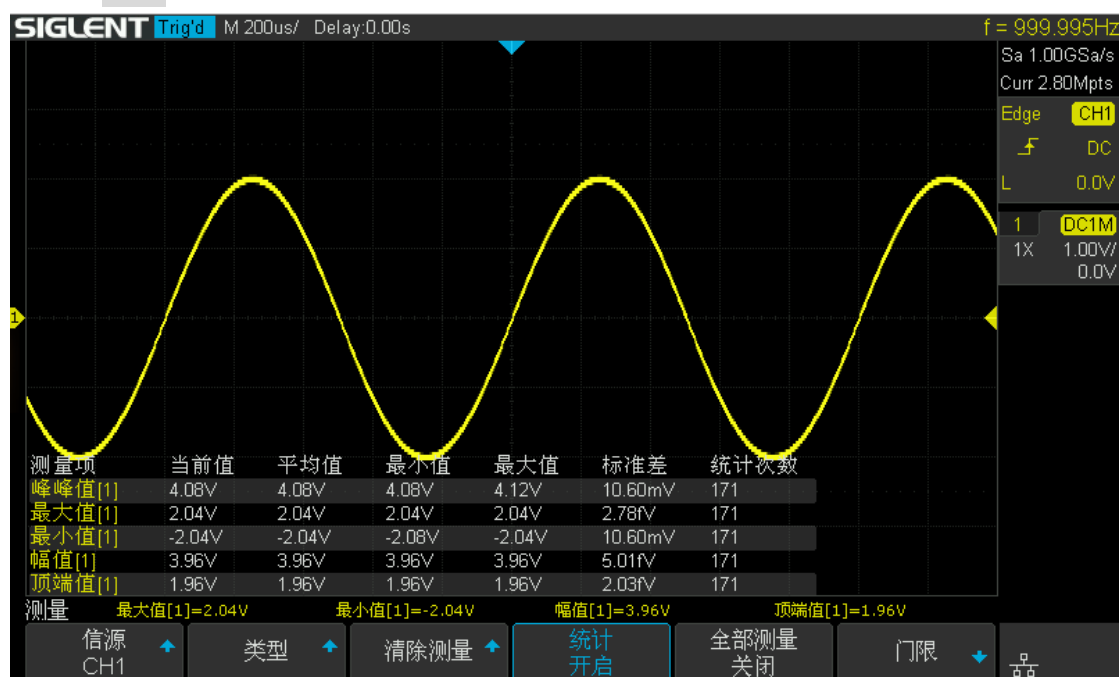 SIGLENT Trig'd M 200us/ Delay:0.00s f = 999.995Hz
Sa 1.00GSa/s
Curr 2.80Mpts
Edge CH1
DC
L 0.0V
1 DC1M
1X 1.00V/
0.0V
1
测量项 当前值 平均值 最小值 最大值 标准差 统计次数
峰峰值[1] 4.08V 4.08V 4.08V 4.12V 10.60mV 171
最大值[1] 2.04V 2.04V 2.04V 2.04V 2.78fV 171
最小值[1] -2.04V -2.04V -2.08V -2.04V 10.60mV 171
幅值[1] 3.96V 3.96V 3.96V 3.96V 5.01fV 171
顶端值[1] 1.96V 1.96V 1.96V 1.96V 2.03fV 171
测量 最大值[1]=2.04V 最小值[1]=-2.04V 幅值[1]=3.96V 顶端值[1]=1.96V
信源 类型 清除测量 统计 全部测量 门限
CH1 开启 关闭